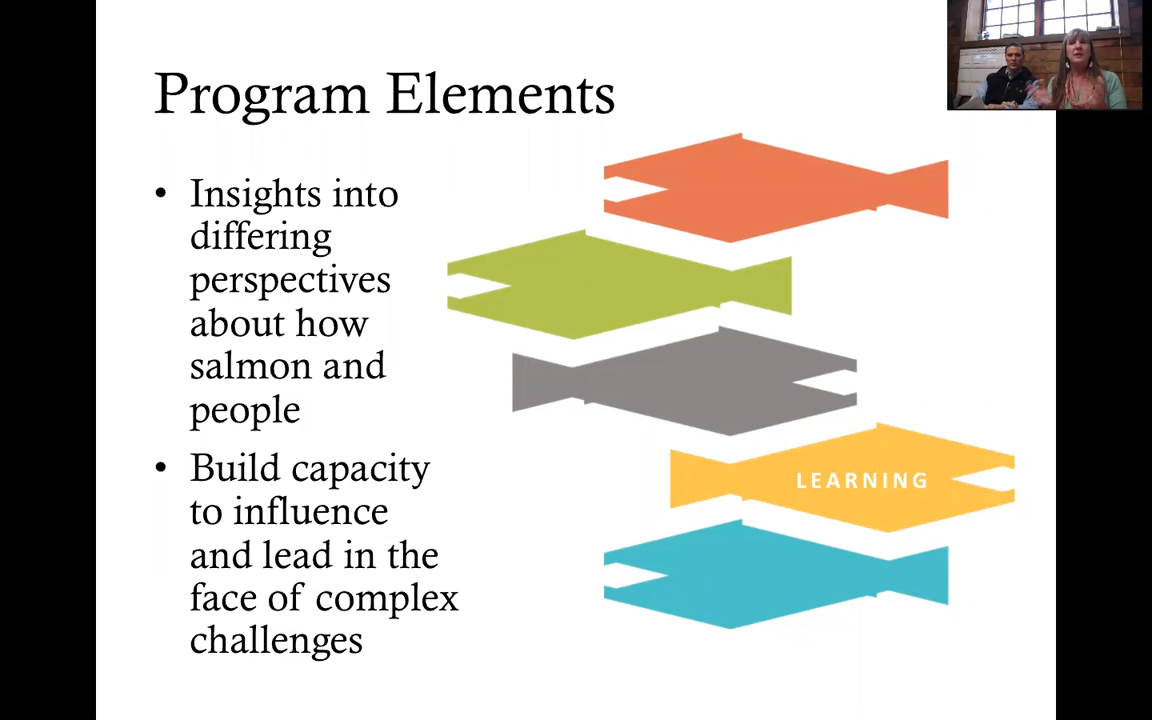 Program Elements
• Insights into
differing
perspectives
about how
salmon and
people
• Build capacity
to influence
and lead in the
face of complex
challenges
LEARNING